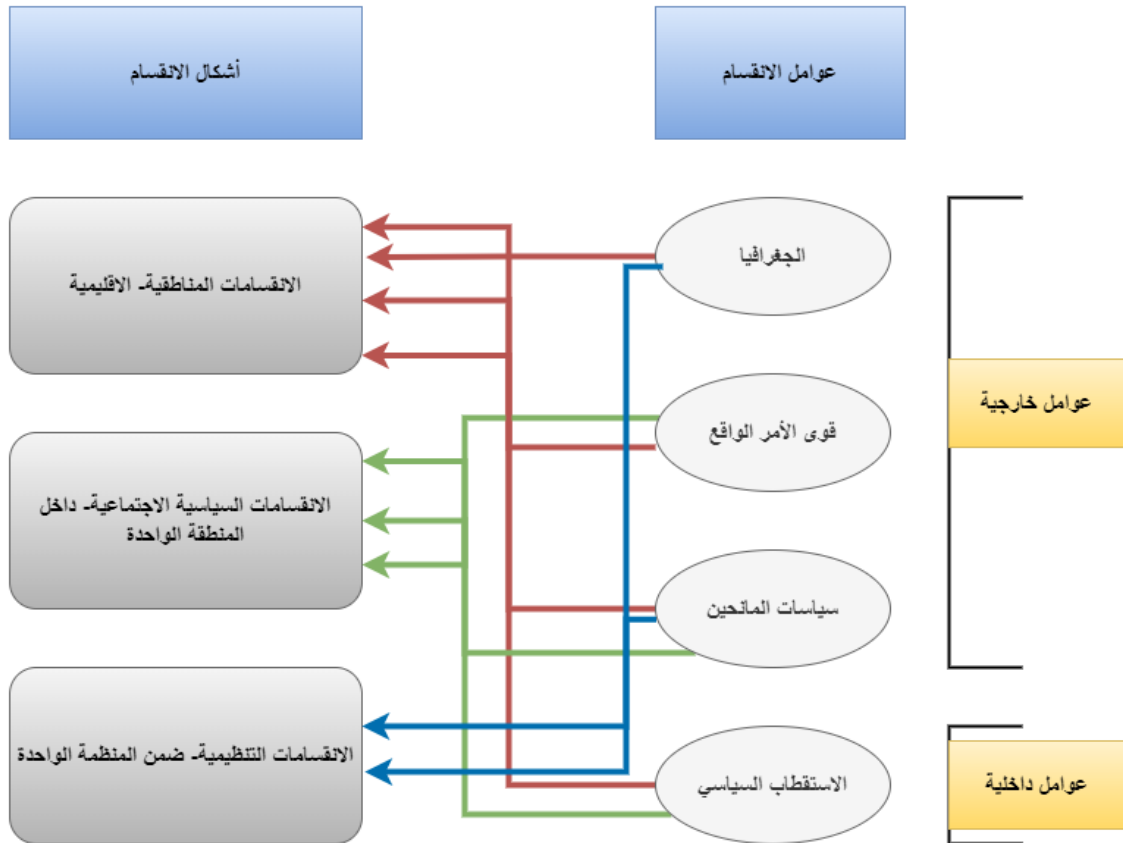 عوامل الانقسام
أشكال الانقسام
عوامل خارجية
الجغرافيا
الانقسامات المناطقية- الاقليمية
قوى الأمر الواقع
الانقسامات السياسية الاجتماعية- داخل
المنطقة الواحدة
سياسات المانحين
عوامل داخلية
الاستقطاب السياسي
الانقسامات التنظيمية- ضمن المنظمة الواحدة